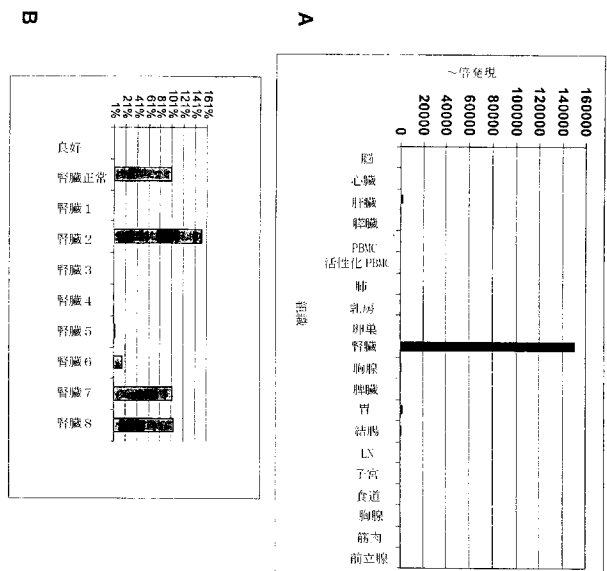 A
～倍発現
160000
140000
120000
100000
80000
60000
40000
20000
0
脳
心臓
肝臓
膵臓
PBMC
活性化 PBMC
肺
乳房
卵巣
腎臓
胸腺
脾臓
胃
結腸
LN
子宮
食道
胸腺
筋肉
前立腺
組織
B
161%
141%
121%
101%
81%
61%
41%
21%
1%
良好
腎臓正常
腎臓 1
腎臓 2
腎臓 3
腎臓 4
腎臓 5
腎臓 6
腎臓 7
腎臓 8